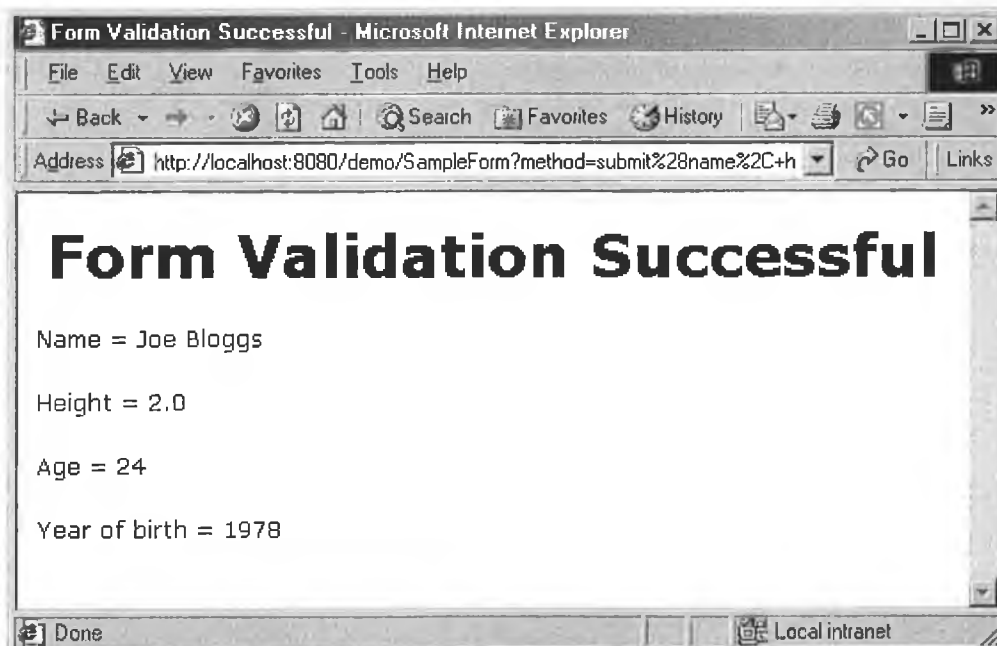 Form Validation Successful - Microsoft Internet Explorer
File Edit View Favorites Tools Help
Back Search Favorites History »
Address http://localhost:8080/demo/SampleForm?method=submit%28name%2C+h Go Links
Form Validation Successful
Name = Joe Bloggs
Height = 2.0
Age = 24
Year of birth = 1978
Done Local intranet